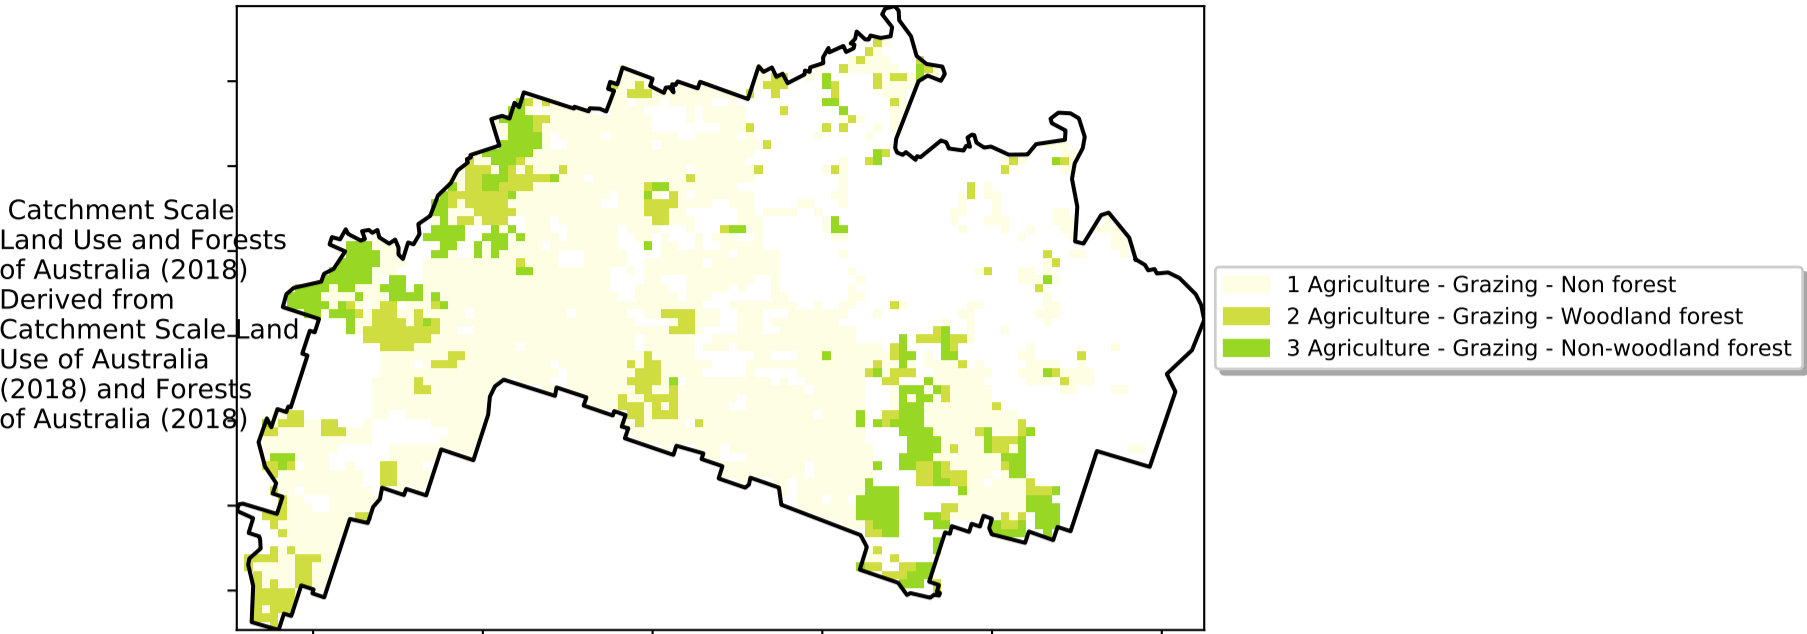 Catchment Scale
Land Use and Forests
of Australia (2018)
Derived from
Catchment Scale Land
Use of Australia
(2018) and Forests
of Australia (2018)
1 Agriculture - Grazing - Non forest
2 Agriculture - Grazing - Woodland forest
3 Agriculture - Grazing - Non-woodland forest